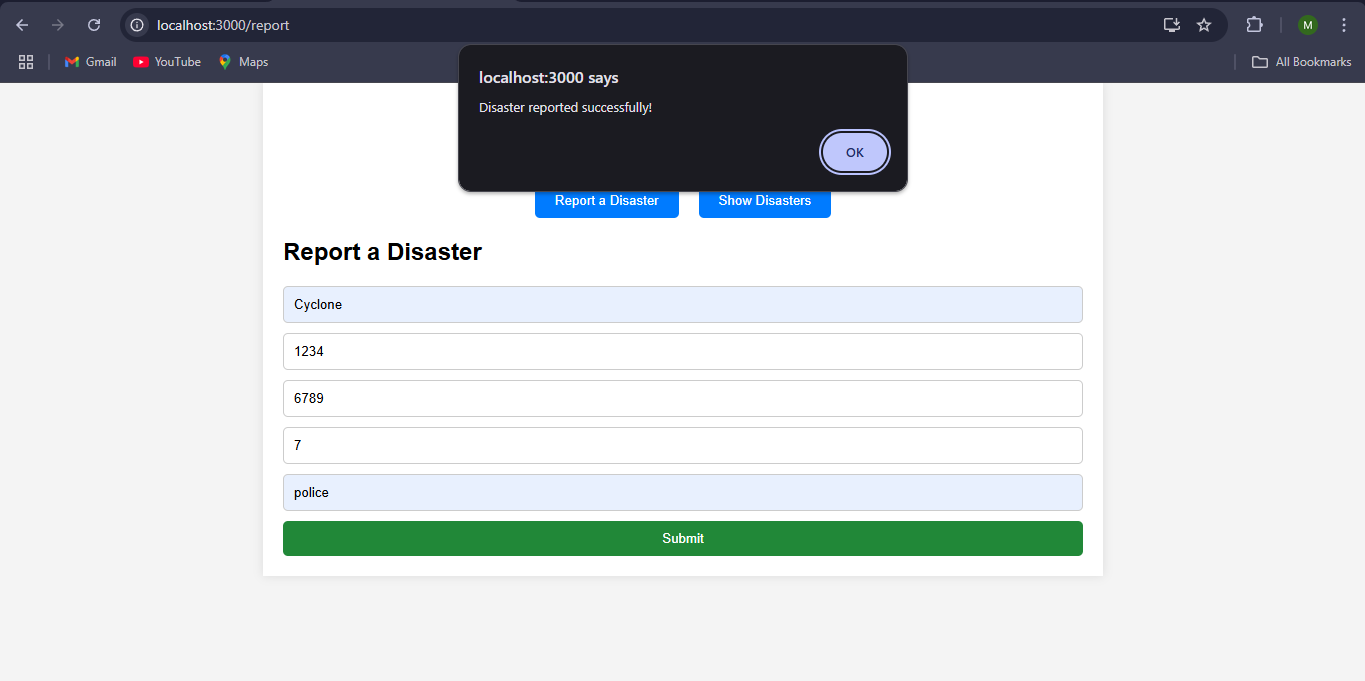 localhost:3000/report
M
Gmail
YouTube
Maps
All Bookmarks
localhost:3000 says
Disaster reported successfully!
OK
Report a Disaster
Show Disasters
Report a Disaster
Cyclone
1234
6789
7
police
Submit